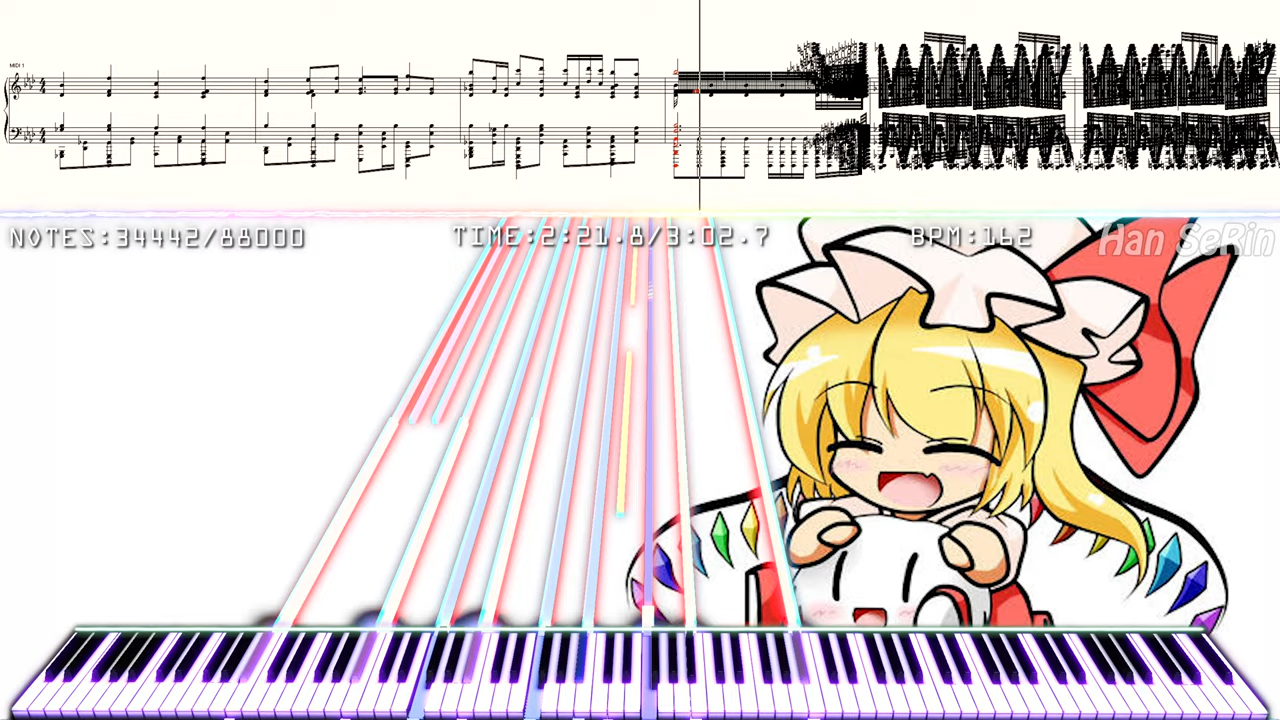 MIDI 1
NOTES:34442/88000
TIME:2:21.8/3:02.7
BPM:162
Han SeRin